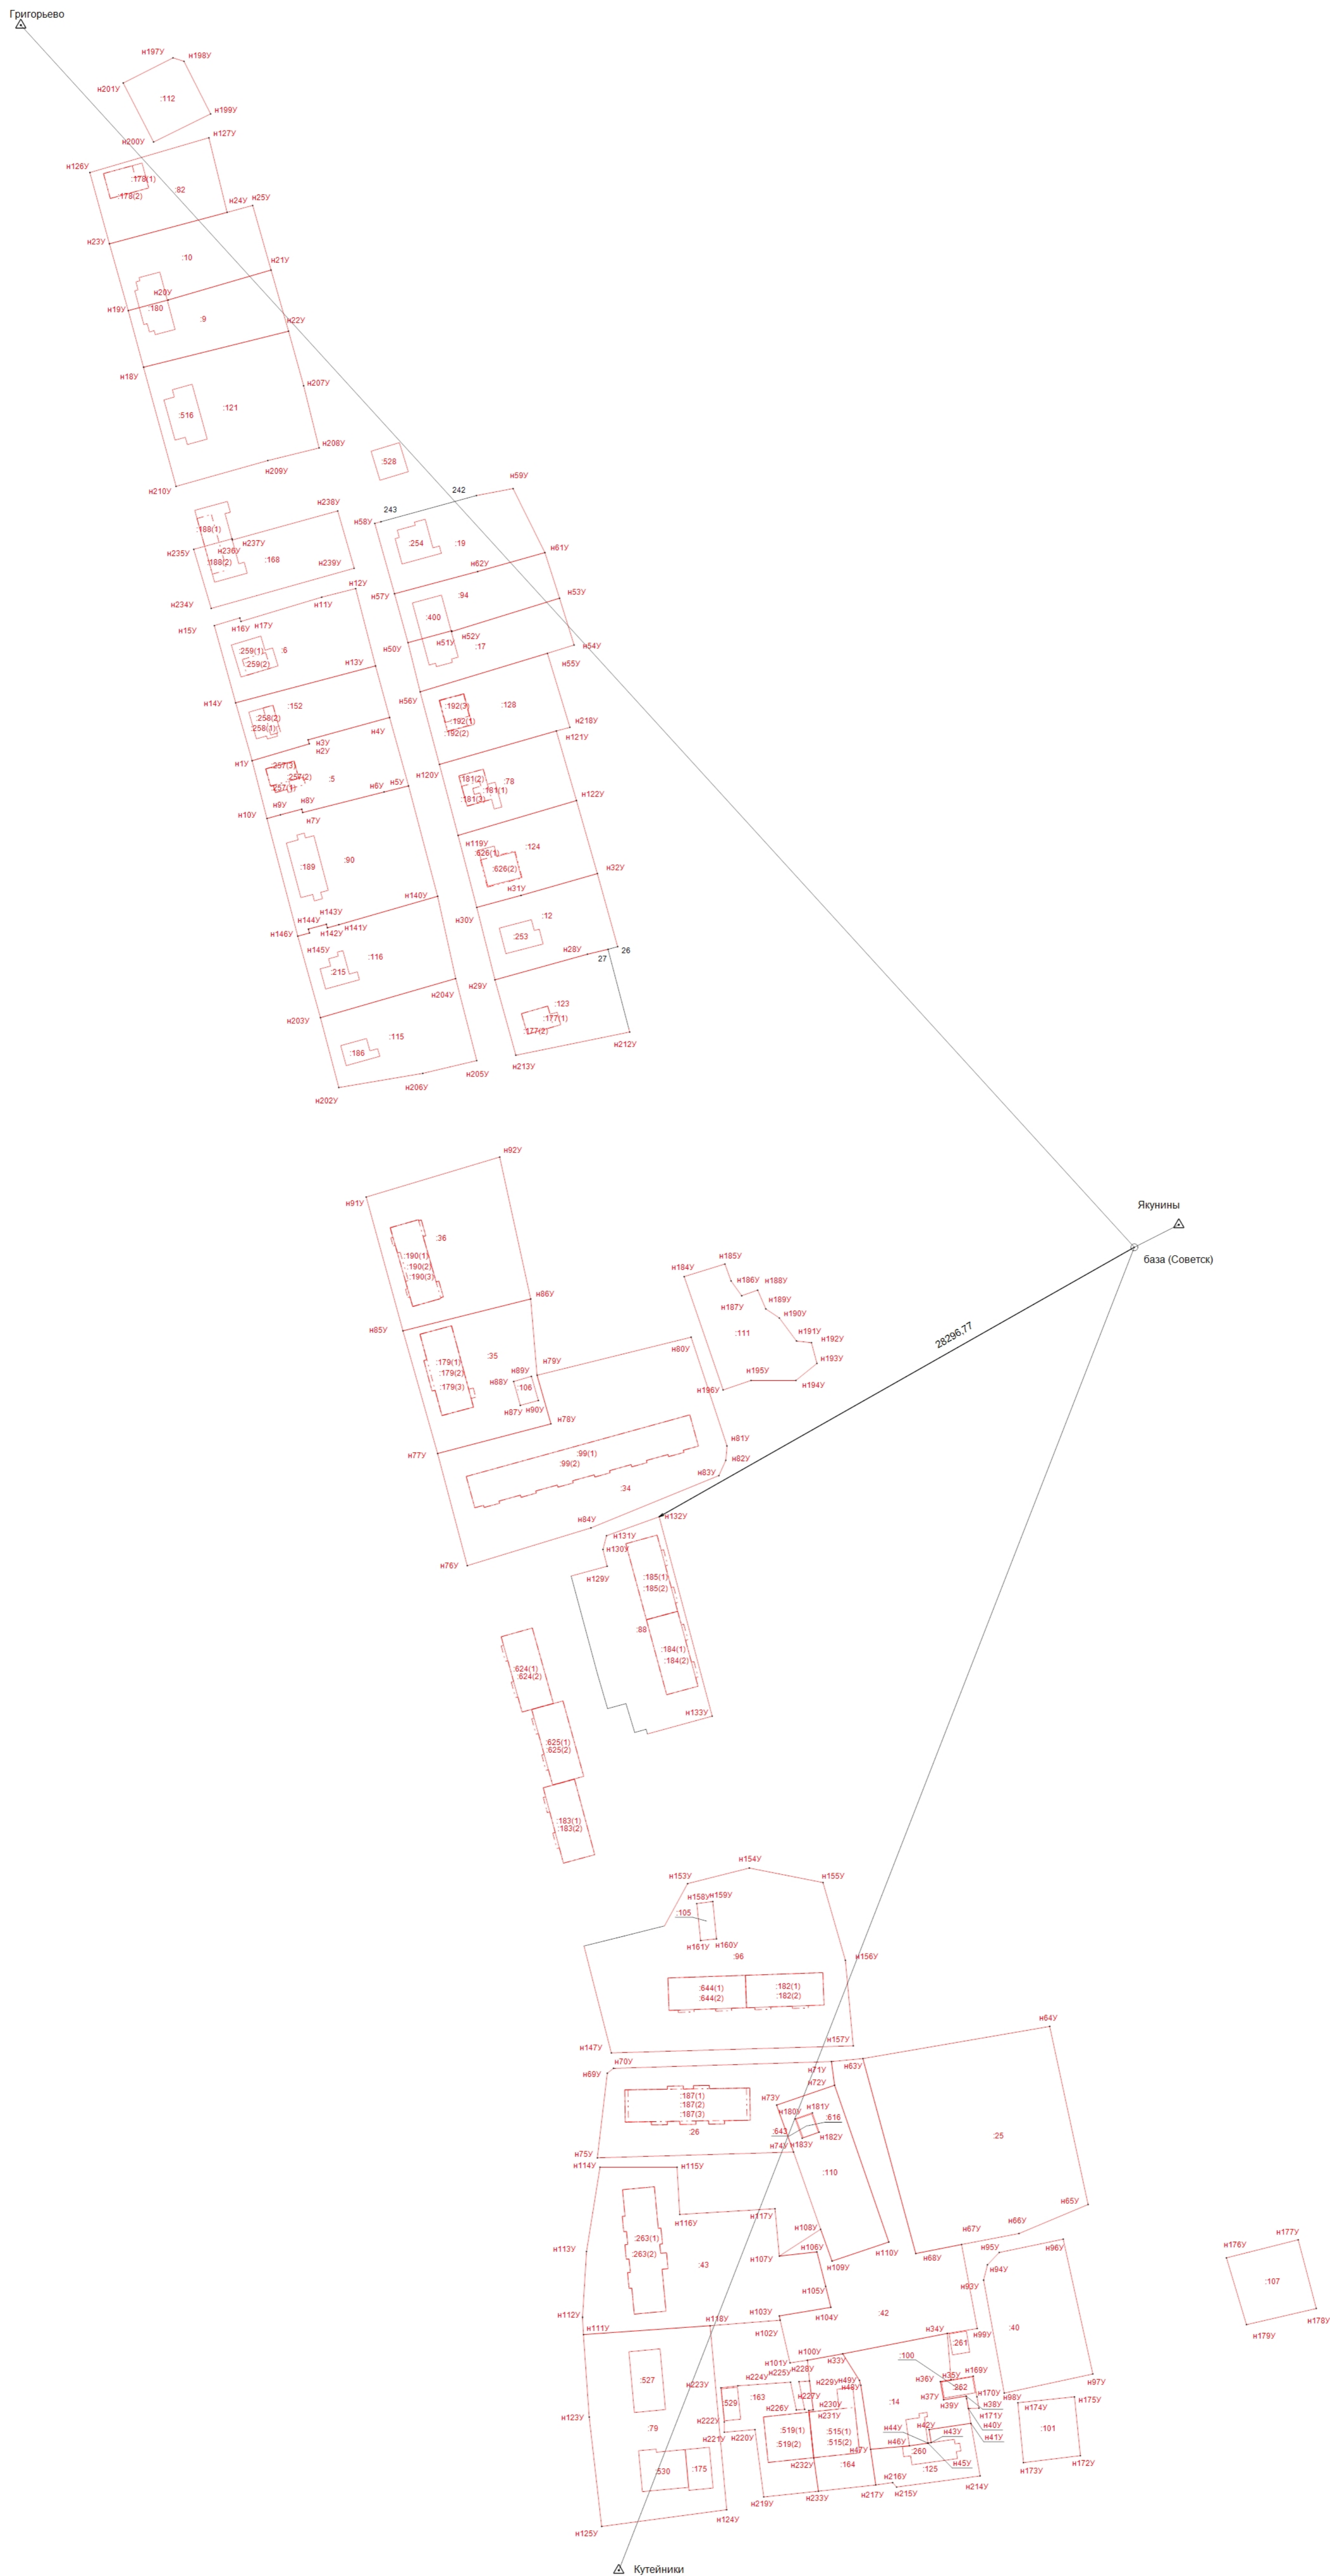 Григорьево
н197У
н198У
н201У
:112
н199У
н127У
н200У
н126У
:178(1)
:82
:178(2)
н24У
н25У
н23У
:10
н21У
н20У
н19У
:180
:9
н22У
н18У
н207У
:121
:516
н208У
:528
н209У
н59У
н210У
242
н238У
243
н58У
:188(1)
н237У
:254
:19
н235У
н236У
н61У
:188(2)
:168
н239У
н62У
н12У
н57У
н53У
:94
н234У
н11У
:400
н15У
н16У
н17У
н52У
н51У
н54У
:259(1)
:6
н50У
:17
:259(2)
н13У
н55У
н14У
:152
н56У
:192(3)
:128
:258(2)
:192(1)
н218У
:258(1)
н4У
:192(2)
н121У
н3У
н2У
н1У
:257(3)
н120У
:257(2)
:5
:181(2)
:78
:257(1)
н6У
н5У
:181(1)
н122У
:181(3)
н9У
н8У
н10У
н7У
н119У
:124
:626(1)
:90
:189
:626(2)
н32У
н31У
н140У
н143У
н30У
:12
н144У
н141У
н146У
н142У
:253
н145У
н28У
26
:116
27
:215
н29У
н204У
:123
н203У
:177(1)
:177(2)
:115
н212У
:186
н205У
н213У
н206У
н202У
н92У
н91У
Якунины
:36
:190(1)
н185У
база (Советск)
:190(2)
н184У
:190(3)
н186У
н188У
н86У
н187У
н189У
н190У
н85У
:111
н191У
28296,77
н192У
н80У
:35
:179(1)
н79У
н193У
:179(2)
н89У
н195У
:179(3)
н88У
:106
н196У
н194У
н87У
н90У
н78У
н81У
н77У
:99(1)
н82У
:99(2)
н83У
:34
н84У
н132У
н131У
н130У
н76У
н129У
:185(1)
:185(2)
:88
:184(1)
:624(1)
:184(2)
:624(2)
н133У
:625(1)
:625(2)
:183(1)
:183(2)
н154У
н153У
н155У
н158У
н159У
:105
н161У
н160У
:96
н156У
:644(1)
:182(1)
:644(2)
:182(2)
н64У
н157У
н147У
н70У
н71У
н63У
н69У
н72У
:187(1)
н73У
:187(2)
н180У
н181У
:187(3)
:616
:643
:26
н182У
н74У
н183У
:25
н75У
н114У
н115У
:110
н65У
н117У
н116У
н66У
н108У
н67У
:263(1)
н106У
н177У
н113У
:263(2)
н107У
н110У
н95У
н96У
н176У
н109У
н68У
:43
н94У
:107
н105У
н93У
н112У
н103У
н104У
:42
н178У
н118У
н111У
н102У
н34У
н99У
:40
н179У
:261
н100У
н33У
:100
н101У
н228У
н225У
н35У
н169У
:527
н224У
н229У
н49У
н36У
н97У
н223У
н48У
:262
:529
:163
н227У
н37У
н170У
н98У
:14
н38У
н175У
н226У
н230У
н39У
н174У
н222У
н231У
н171У
н123У
:79
:519(1)
:515(1)
н44У
н42У
н40У
:101
н221У
н220У
н43У
н41У
:519(2)
:515(2)
н46У
н47У
:260
н232У
н172У
:530
:175
:164
:125
н45У
н173У
н216У
н214У
н219У
н233У
н217У
н215У
н124У
н125У
Кутейники